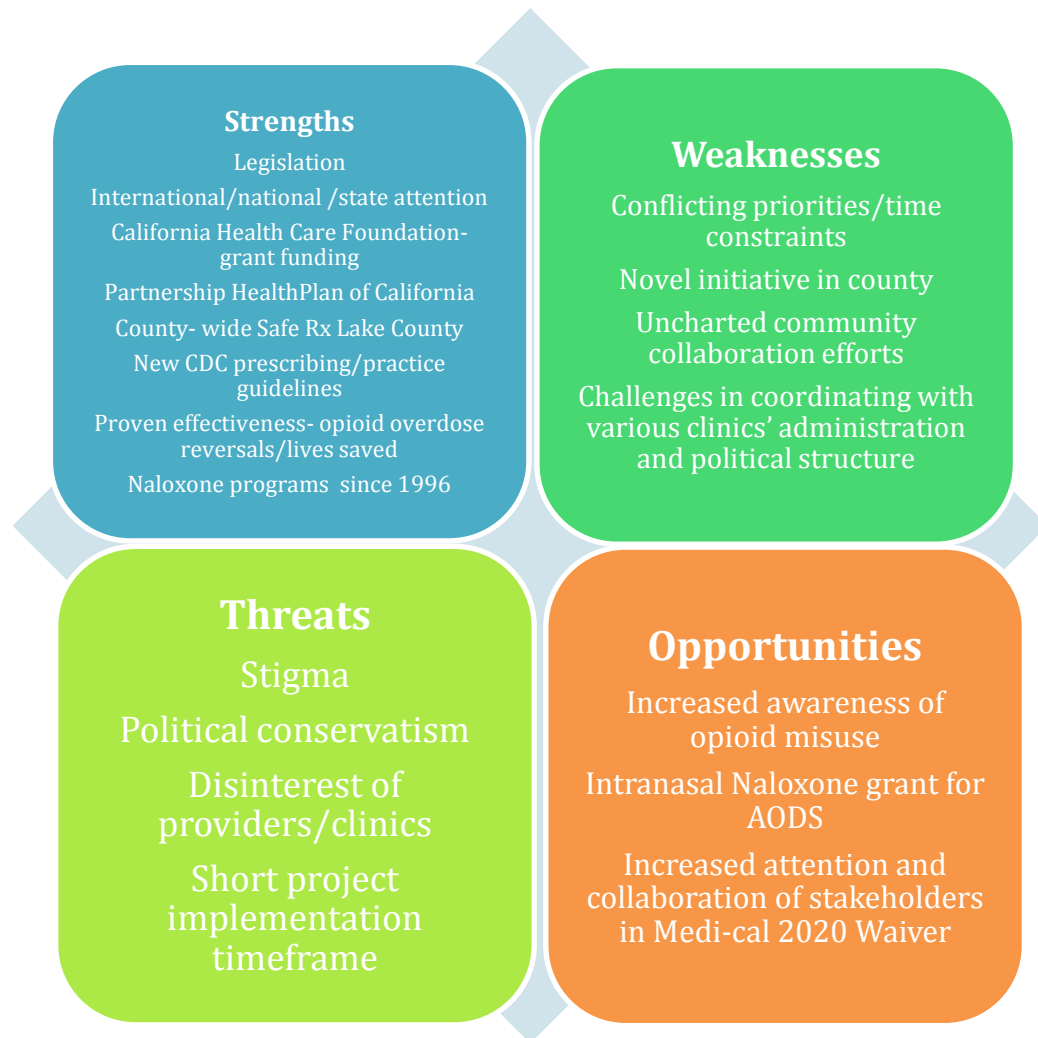 Strengths
Legislation
International/national /state attention
California Health Care Foundation-
grant funding
Partnership HealthPlan of California
County- wide Safe Rx Lake County
New CDC prescribing/practice
guidelines
Proven effectiveness- opioid overdose
reversals/lives saved
Naloxone programs  since 1996
Weaknesses
Conflicting priorities/time
constraints
Novel initiative in county
Uncharted community
collaboration efforts
Challenges in coordinating with
various clinics’ administration
and political structure
Threats
Stigma
Political conservatism
Disinterest of
providers/clinics
Short project
implementation
timeframe
Opportunities
Increased awareness of
opioid misuse
Intranasal Naloxone grant for
AODS
Increased attention and
collaboration of stakeholders
in Medi-cal 2020 Waiver